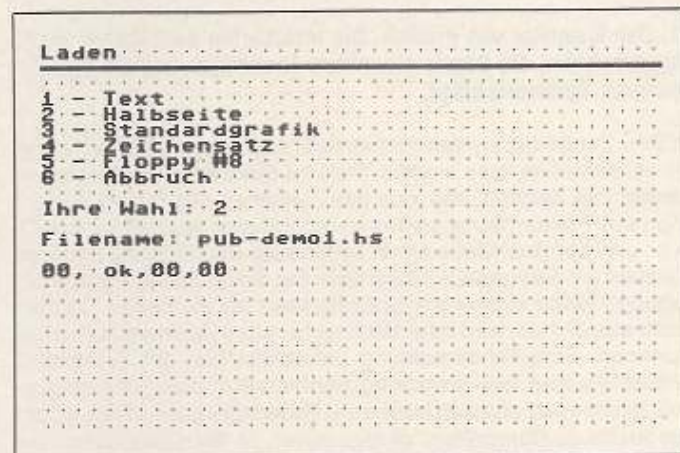 Laden
1 - Text
2 - Halbseite
3 - Standardgrafik
4 - Zeichensatz
5 - Floppy #8
6 - Abbruch
Ihre Wahl: 2
Filename: pub-demo1.hs
00, ok,00,00